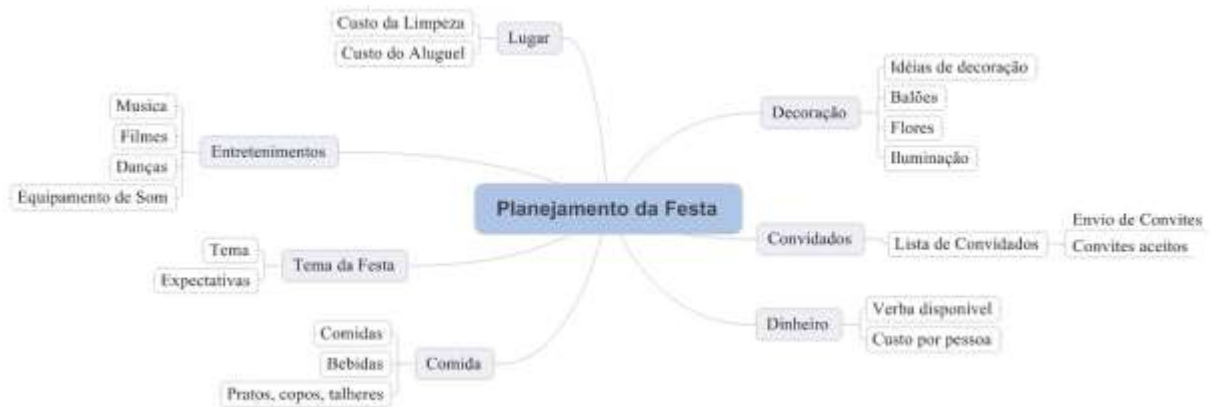 Custo da Limpeza
Custo do Aluguel
Lugar
Musica
Filmes
Danças
Equipamento de Som
Entretenimentos
Tema
Expectativas
Tema da Festa
Comidas
Bebidas
Pratos, copos, talheres
Comida
Planejamento da Festa
Decoração
Idéias de decoração
Balões
Flores
Iluminação
Convidados
Lista de Convidados
Envio de Convites
Convites aceitos
Dinheiro
Verba disponível
Custo por pessoa